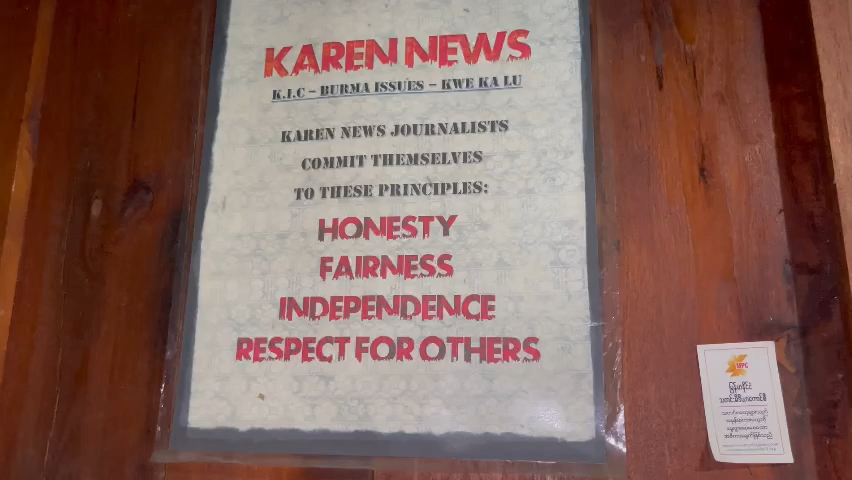 KAREN NEWS
K.I.C – BURMA ISSUES – KWE KA LU
KAREN NEWS JOURNALISTS
COMMIT THEMSELVES
TO THESE PRINCIPLES:
HONESTY
FAIRNESS
INDEPENDENCE
RESPECT FOR OTHERS